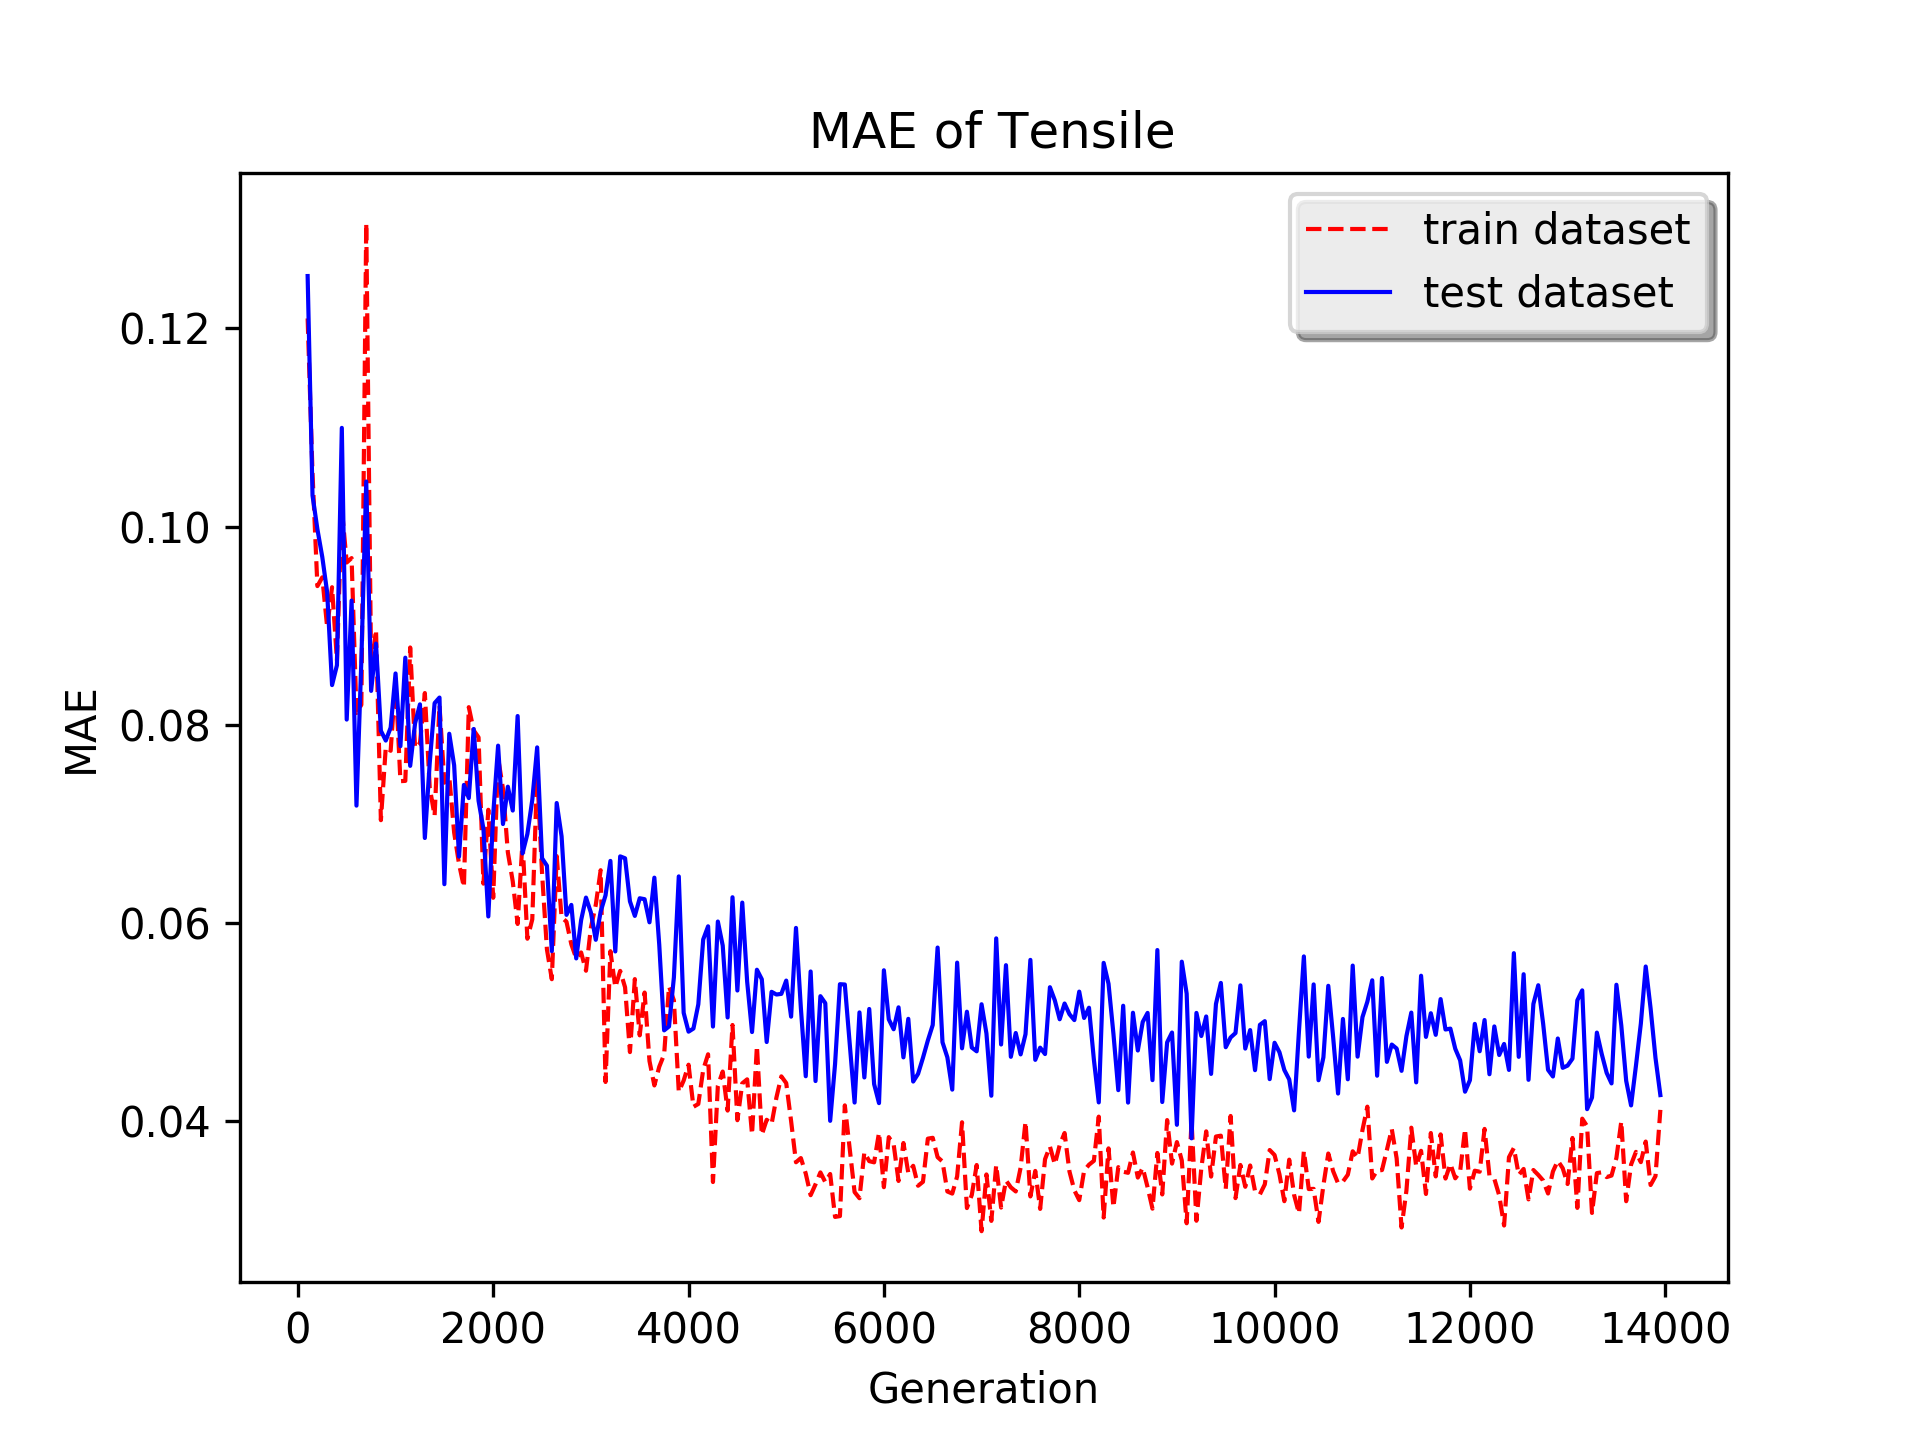 MAE of Tensile
train dataset
test dataset
MAE
0.12
0.10
0.08
0.06
0.04
0 2000 4000 6000 8000 10000 12000 14000
Generation